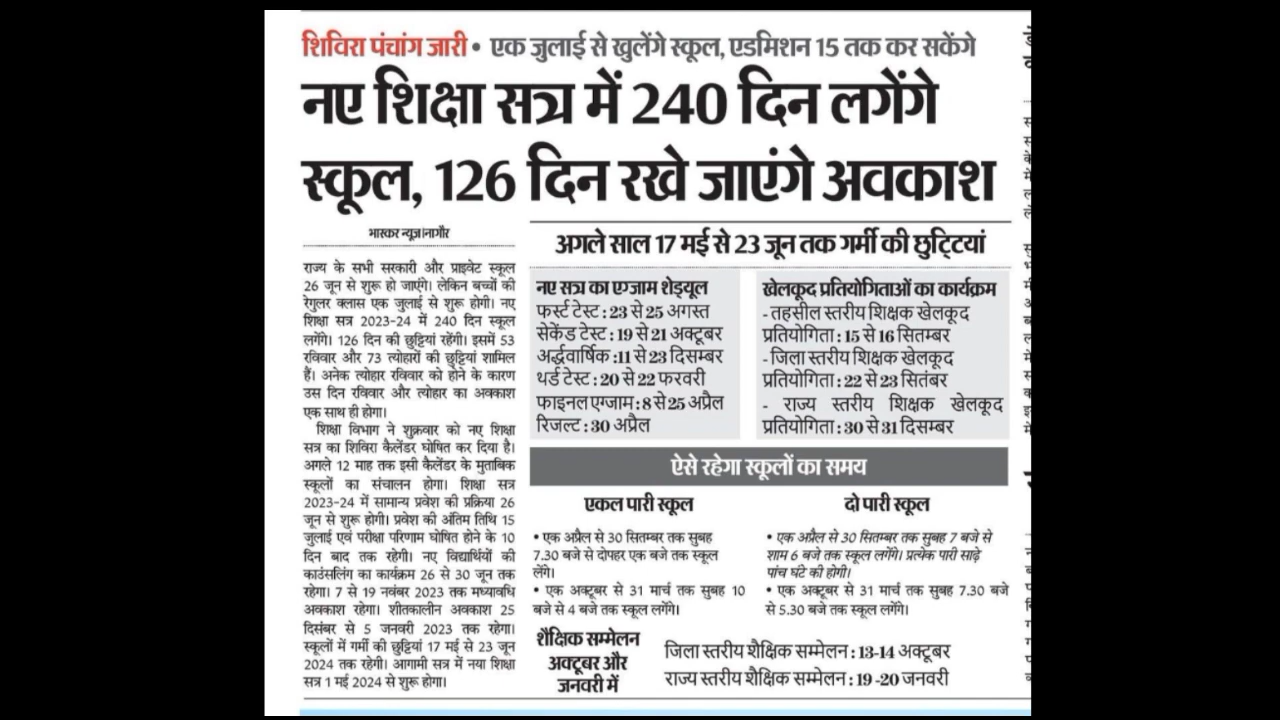 शिविरा पंचांग जारी • एक जुलाई से खुलेंगे स्कूल, एडमिशन 15 तक कर सकेंगे
नए शिक्षा सत्र में 240 दिन लगेंगे
स्कूल, 126 दिन रखे जाएंगे अवकाश
भास्कर न्यूज।नागौर
राज्य के सभी सरकारी और प्राइवेट स्कूल
26 जून से शुरू हो जाएंगे। लेकिन बच्चों की
रेगुलर क्लास एक जुलाई से शुरू होगी। नए
शिक्षा सत्र 2023-24 में 240 दिन स्कूल
लगेंगे। 126 दिन की छुट्टियां रहेंगी। इसमें 53
रविवार और 73 त्योहारों की छुट्टियां शामिल
हैं। अनेक त्योहार रविवार को होने के कारण
उस दिन रविवार और त्योहार का अवकाश
एक साथ ही होगा।
शिक्षा विभाग ने शुक्रवार को नए शिक्षा
सत्र का शिविरा कैलेंडर घोषित कर दिया है।
अगले 12 माह तक इसी कैलेंडर के मुताबिक
स्कूलों का संचालन होगा। शिक्षा सत्र
2023-24 में सामान्य प्रवेश की प्रक्रिया 26
जून से शुरू होगी। प्रवेश की अंतिम तिथि 15
जुलाई एवं परीक्षा परिणाम घोषित होने के 10
दिन बाद तक रहेगी। नए विद्यार्थियों की
काउंसलिंग का कार्यक्रम 26 से 30 जून तक
रहेगा। 7 से 19 नवंबर 2023 तक मध्यावधि
अवकाश रहेगा। शीतकालीन अवकाश 25
दिसंबर से 5 जनवरी 2023 तक रहेगा।
स्कूलों में गर्मी की छुट्टियां 17 मई से 23 जून
2024 तक रहेगी। आगामी सत्र में नया शिक्षा
सत्र 1 मई 2024 से शुरू होगा।
अगले साल 17 मई से 23 जून तक गर्मी की छुट्टियां
नए सत्र का एग्जाम शेड्यूल
फर्स्ट टेस्ट : 23 से 25 अगस्त
सेकेंड टेस्ट : 19 से 21 अक्टूबर
अर्द्धवार्षिक :11 से 23 दिसम्बर
थर्ड टेस्ट : 20 से 22 फरवरी
फाइनल एग्जाम : 8 से 25 अप्रैल
रिजल्ट : 30 अप्रैल
खेलकूद प्रतियोगिताओं का कार्यक्रम
- तहसील स्तरीय शिक्षक खेलकूद
प्रतियोगिता : 15 से 16 सितम्बर
- जिला स्तरीय शिक्षक खेलकूद
प्रतियोगिता : 22 से 23 सितंबर
- राज्य स्तरीय शिक्षक खेलकूद
प्रतियोगिता : 30 से 31 दिसम्बर
ऐसे रहेगा स्कूलों का समय
एकल पारी स्कूल
• एक अप्रैल से 30 सितम्बर तक सुबह
7.30 बजे से दोपहर एक बजे तक स्कूल
लेंगे।
• एक अक्टूबर से 31 मार्च तक सुबह 10
बजे से 4 बजे तक स्कूल लगेंगे।
दो पारी स्कूल
• एक अप्रैल से 30 सितम्बर तक सुबह 7 बजे से
शाम 6 बजे तक स्कूल लगेंगे। प्रत्येक पारी साढ़े
पांच घंटे की होगी।
• एक अक्टूबर से 31 मार्च तक सुबह 7.30 बजे
से 5.30 बजे तक स्कूल लगेंगे।
शैक्षिक सम्मेलन
अक्टूबर और
जनवरी में
जिला स्तरीय शैक्षिक सम्मेलन : 13-14 अक्टूबर
राज्य स्तरीय शैक्षिक सम्मेलन : 19 -20 जनवरी